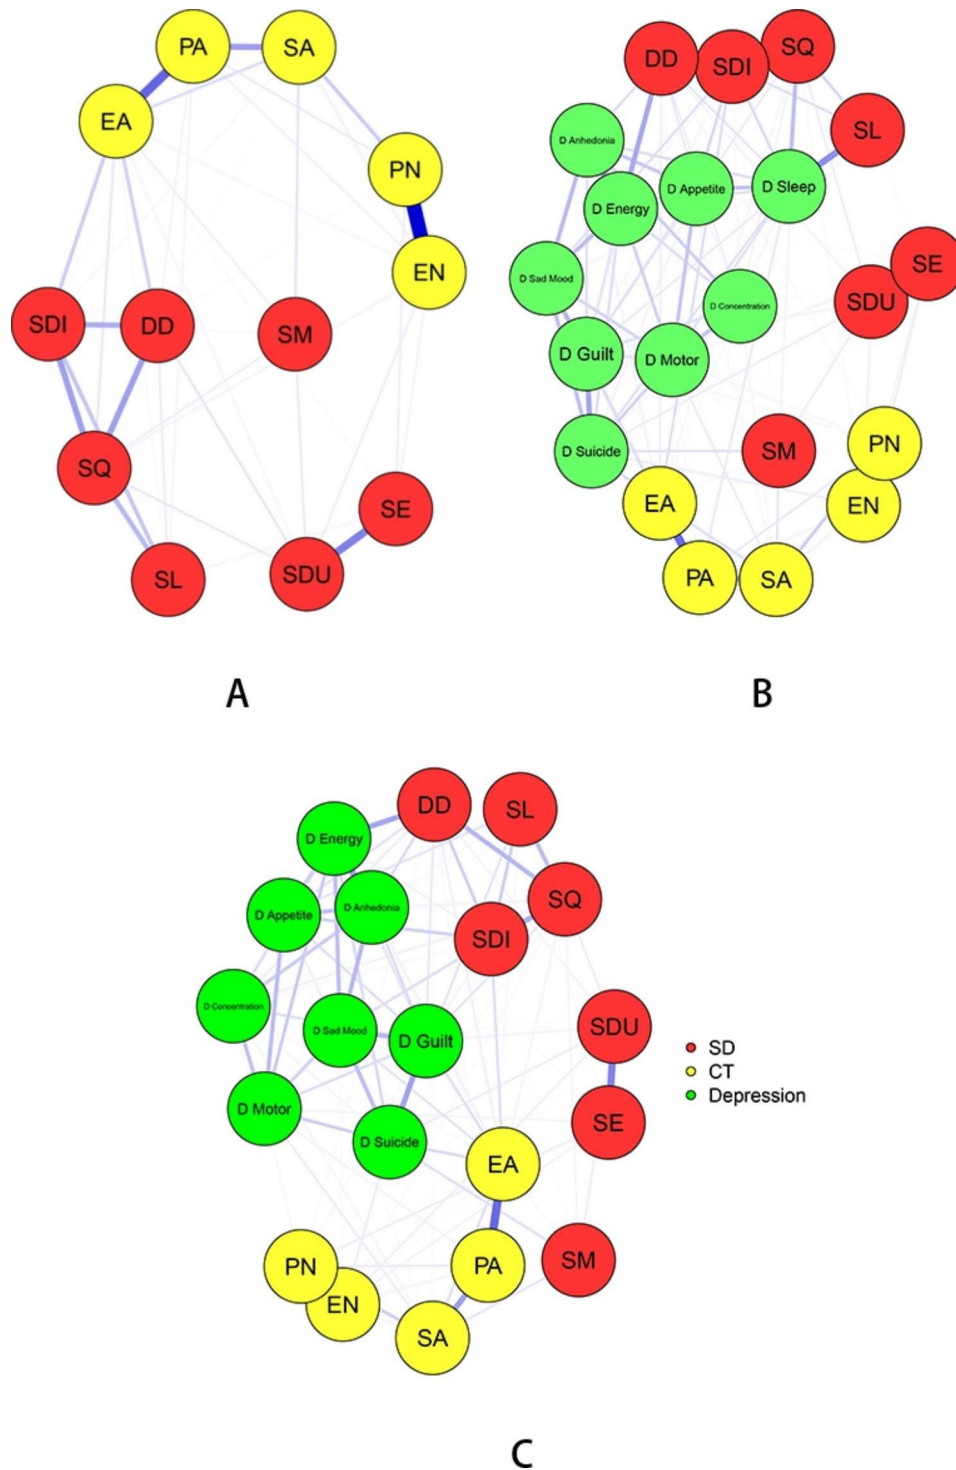 PA
SA
EA
PN
EN
SDI
DD
SM
SQ
SE
SL
SDU
A
DD
SDI
SQ
SL
D Anhedonia
D Appetite
D Sleep
D Energy
SE
D Sad Mood
SDU
D Concentration
D Guilt
D Motor
PN
D Suicide
SM
EA
EN
PA
SA
B
DD
SL
D Energy
SQ
D Appetite
D Anhedonia
SDI
D Concentration
D Sad Mood
D Guilt
SDU
SD
CT
Depression
D Motor
SE
D Suicide
EA
PN
PA
SM
EN
SA
C